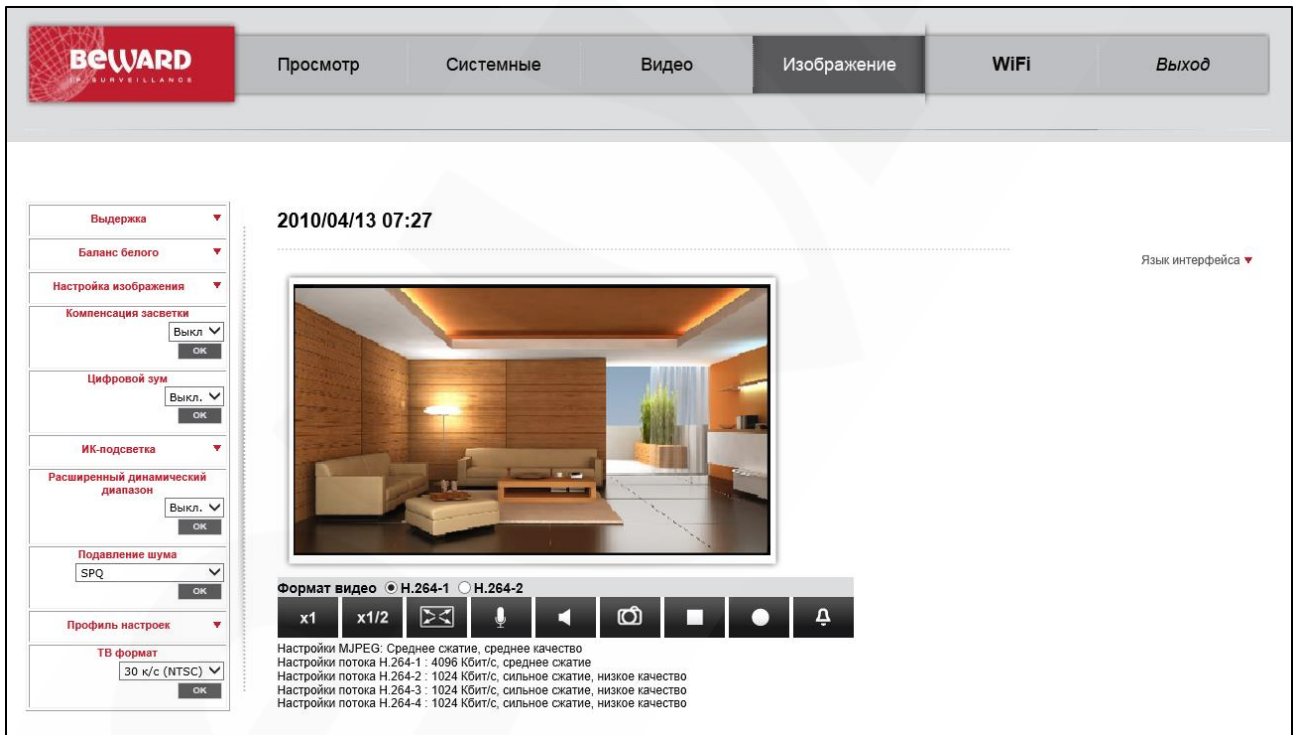 BEWARD
IP SURVEILLANCE
Просмотр
Системные
Видео
Изображение
WiFi
Выход
Выдержка
Баланс белого
Настройка изображения
Компенсация засветки
Выкл
OK
Цифровой зум
Выкл.
OK
ИК-подсветка
Расширенный динамический
диапазон
Выкл.
OK
Подавление шума
SPQ
OK
Профиль настроек
ТВ формат
30 к/с (NTSC)
OK
2010/04/13 07:27
Язык интерфейса
Формат видео H.264-1 H.264-2
x1 x1/2
Настройки MJPEG: Среднее сжатие, среднее качество
Настройки потока H.264-1 : 4096 Кбит/с, среднее сжатие
Настройки потока H.264-2 : 1024 Кбит/с, сильное сжатие, низкое качество
Настройки потока H.264-3 : 1024 Кбит/с, сильное сжатие, низкое качество
Настройки потока H.264-4 : 1024 Кбит/с, сильное сжатие, низкое качество